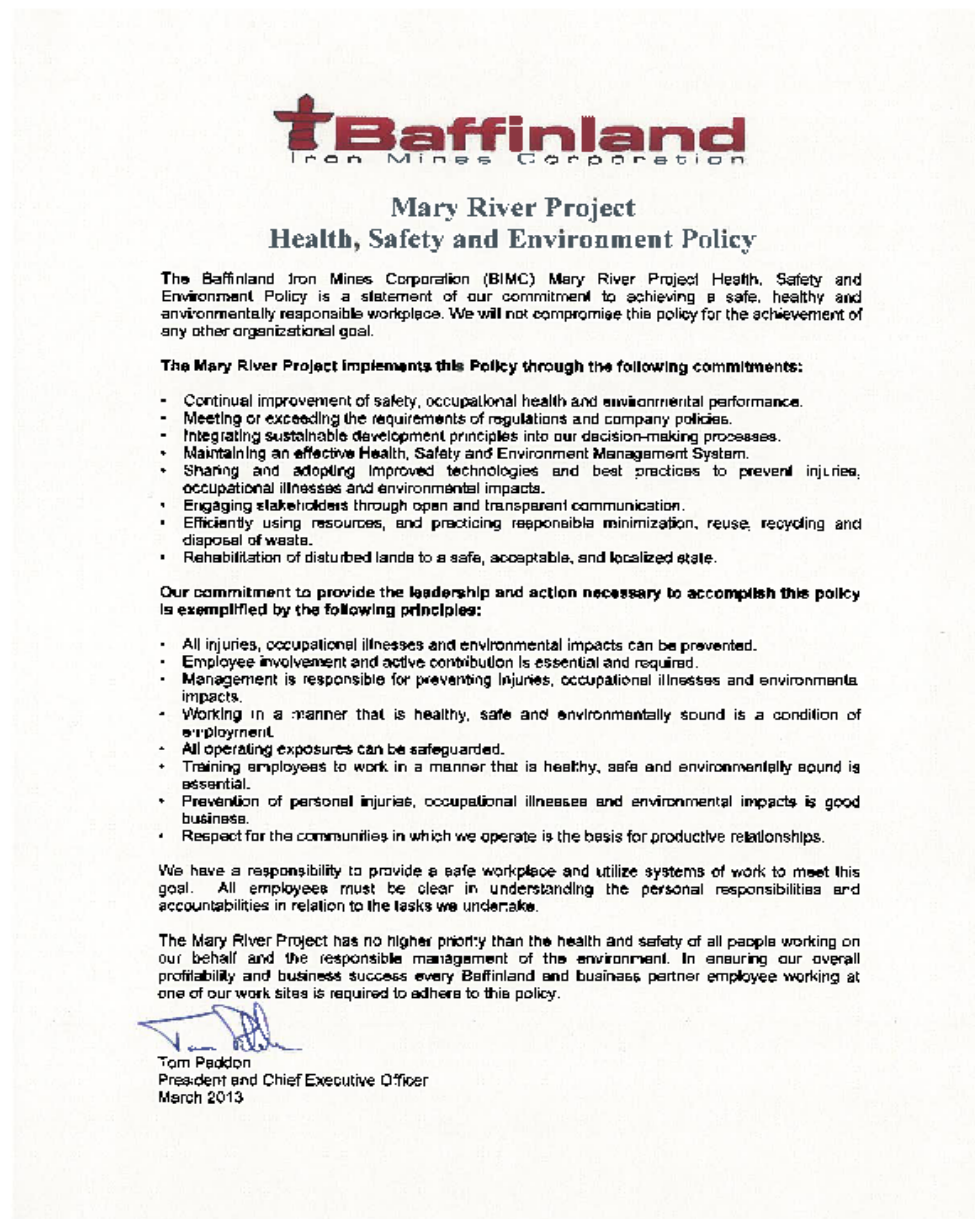 Baffinland
Iron Mines Corporation
Mary River Project
Health, Safety and Environment Policy
The Baffinland Iron Mines Corporation (BIMC) Mary River Project Health, Safety and
Environment Policy is a statement of our commitment to achieving a safe, healthy and
environmentally responsible workplace. We will not compromise this policy for the achievement of
any other organizational goal.
The Mary River Project implements this Policy through the following commitments:
- Continual improvement of safety, occupational health and environmental performance.
- Meeting or exceeding the requirements of regulations and company policies.
- Integrating sustainable development principles into our decision-making processes.
- Maintaining an effective Health, Safety and Environment Management System.
• Sharing and adopting improved technologies and best practices to prevent injuries,
occupational illnesses and environmental impacts.
• Engaging stakeholders through open and transparent communication.
• Efficiently using resources, and practicing responsible minimization, reuse, recycling and
disposal of waste.
• Rehabilitation of disturbed lands to a safe, acceptable, and localized state.
Our commitment to provide the leadership and action necessary to accomplish this policy
is exemplified by the following principles:
• All injuries, occupational illnesses and environmental impacts can be prevented.
• Employee involvement and active contribution is essential and required.
• Management is responsible for preventing injuries, occupational illnesses and environmenta
impacts.
• Working in a manner that is healthy, safe and environmentally sound is a condition of
employment.
• All operating exposures can be safeguarded.
• Training employees to work in a manner that is healthy, safe and environmentally sound is
essential.
• Prevention of personal injuries, occupational illnesses and environmental impacts is good
business.
• Respect for the communities in which we operate is the basis for productive relationships.
We have a responsibility to provide a safe workplace and utilize systems of work to meet this
goal. All employees must be clear in understanding the personal responsibilities and
accountabilities in relation to the tasks we undertake.
The Mary River Project has no higher priority than the health and safety of all people working on
our behalf and the responsible management of the environment. In ensuring our overall
profitability and business success every Baffinland and business partner employee working at
one of our work sites is required to adhere to this policy.
Tom Paddon
President and Chief Executive Officer
March 2013